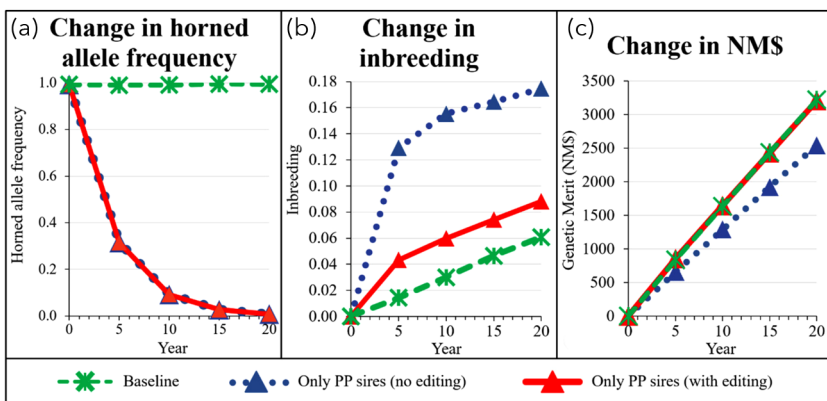 (a) Change in horned
allele frequency
Horned allele frequency
1.0
0.8
0.6
0.4
0.2
0.0
0 5 10 15 20
Year
(b) Change in
inbreeding
Inbreeding
0.18
0.16
0.14
0.12
0.10
0.08
0.06
0.04
0.02
0.00
0 5 10 15 20
Year
(c) Change in NM$
Genetic Merit (NM$)
3500
3000
2500
2000
1500
1000
500
0
0 5 10 15 20
Year
Baseline Only PP sires (no editing) Only PP sires (with editing)